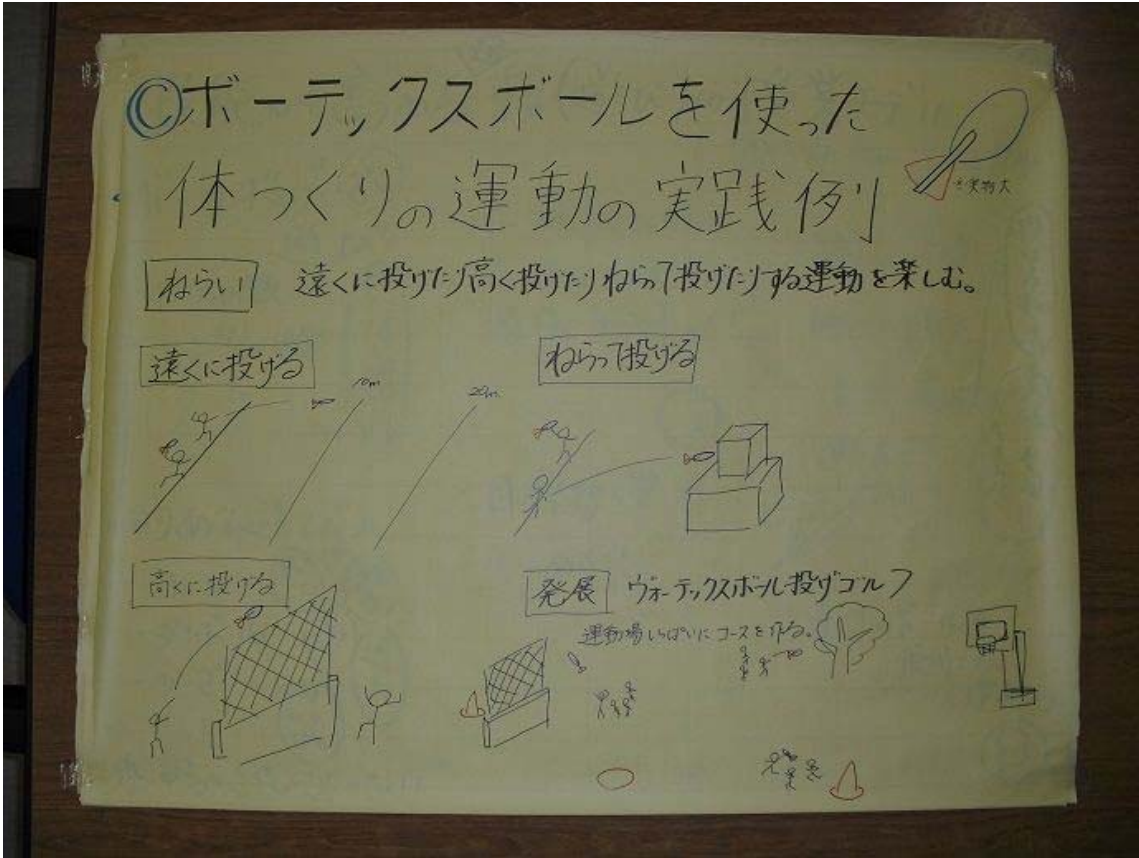 Ⓒボーテックスボールを使った
体つくりの運動の実践例
※実物大
ねらい 遠くに投げたり高く投げたりねらって投げたりする運動を楽しむ。
遠くに投げる
10m
20m
ねらって投げる
高くに投げる
発展 ヴォーテックスボール投げゴルフ
運動場いっぱいにコースを作る。